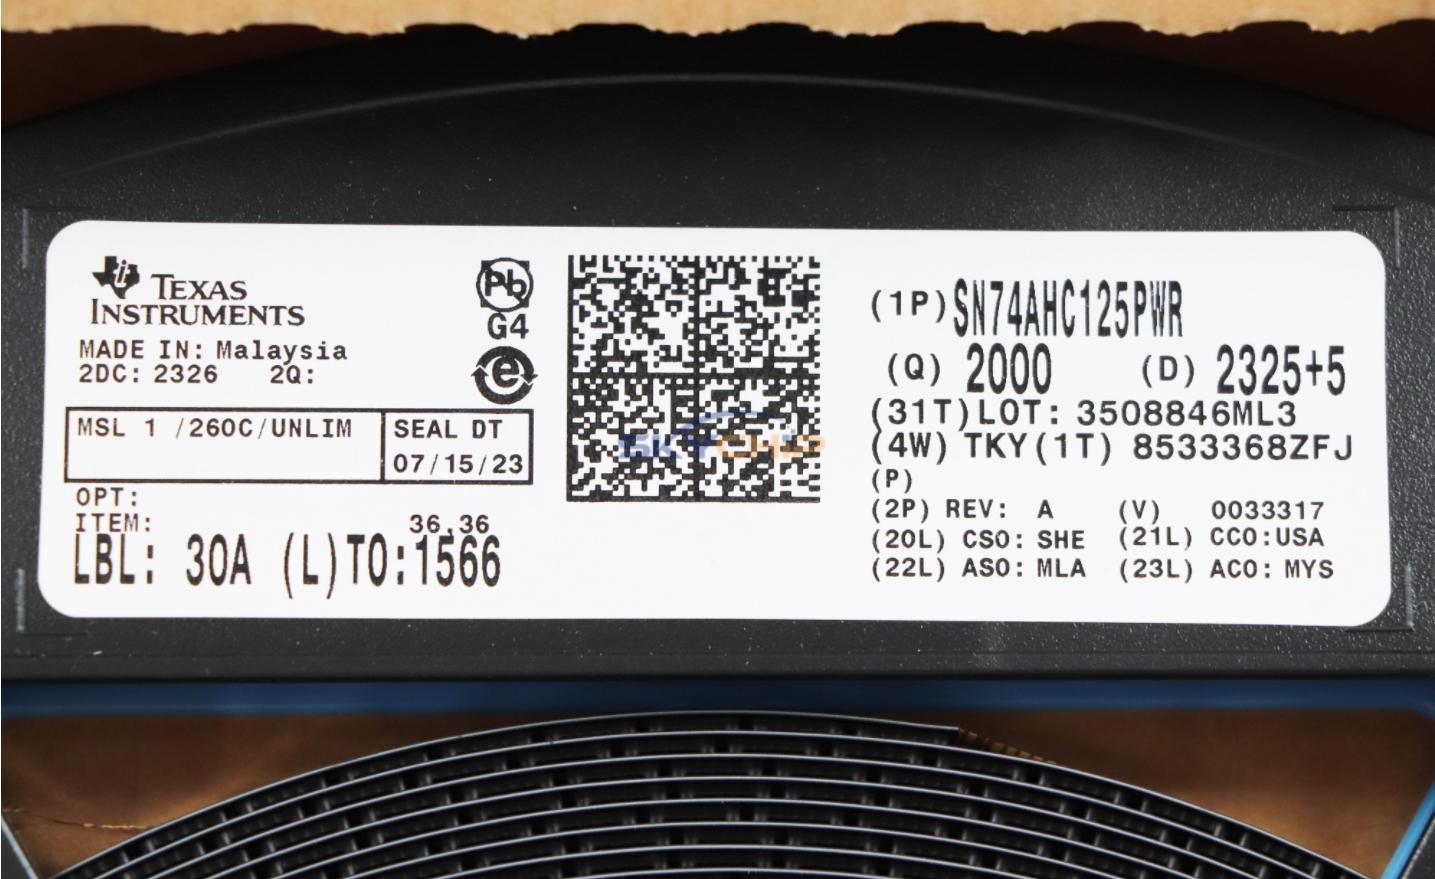 TEXAS
INSTRUMENTS
MADE IN: Malaysia
2DC: 2326 2Q:
MSL 1 /260C/UNLIM
SEAL DT
07/15/23
OPT:
ITEM: 36,36
LBL: 30A (L)TO:1566
Pb
G4
e
SKYCHIP
(1P) SN74AHC125PWR
(Q) 2000 (D) 2325+5
(31T)LOT: 3508846ML3
(4W) TKY(1T) 8533368ZFJ
(P)
(2P) REV: A (V) 0033317
(20L) CSO: SHE (21L) CCO:USA
(22L) ASO: MLA (23L) ACO: MYS